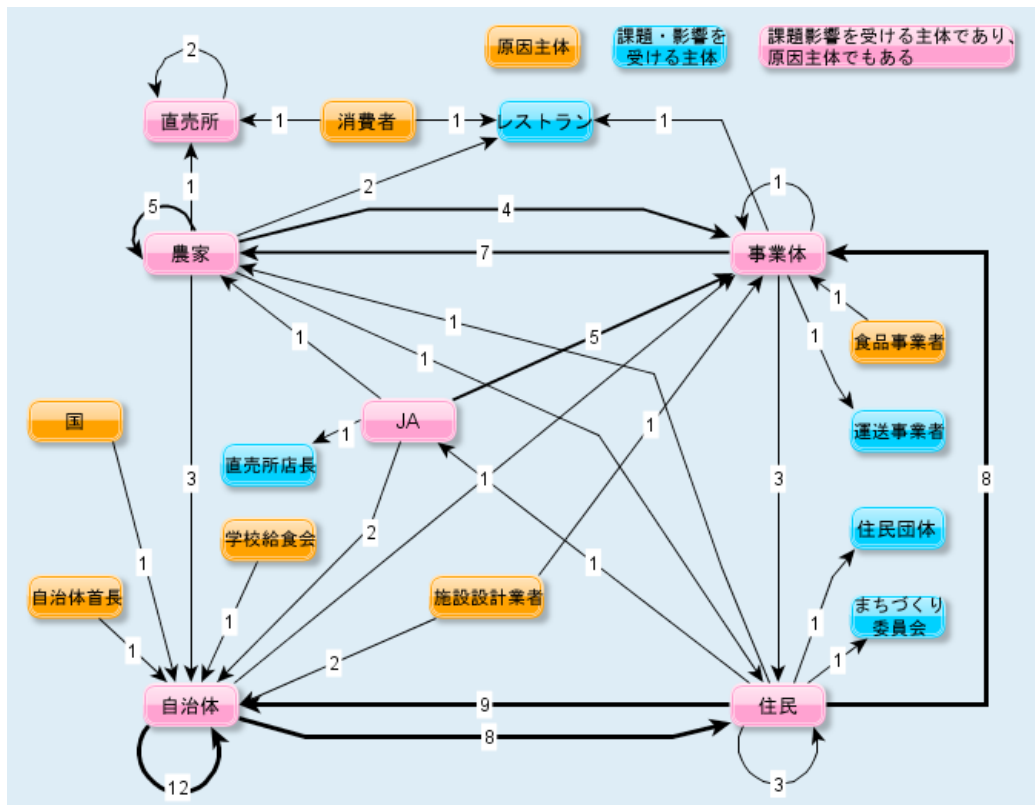 原因主体
課題・影響を
受ける主体
課題影響を受ける主体であり、
原因主体でもある
2
直売所
1
消費者
1
レストラン
1
1
2
5
4
1
農家
7
事業体
1
1
1
食品事業者
1
5
1
国
JA
1
直売所店長
1
運送事業者
3
1
3
8
学校給食会
2
住民団体
1
1
自治体首長
施設設計業者
まちづくり
委員会
1
1
1
2
1
自治体
9
住民
8
12
3